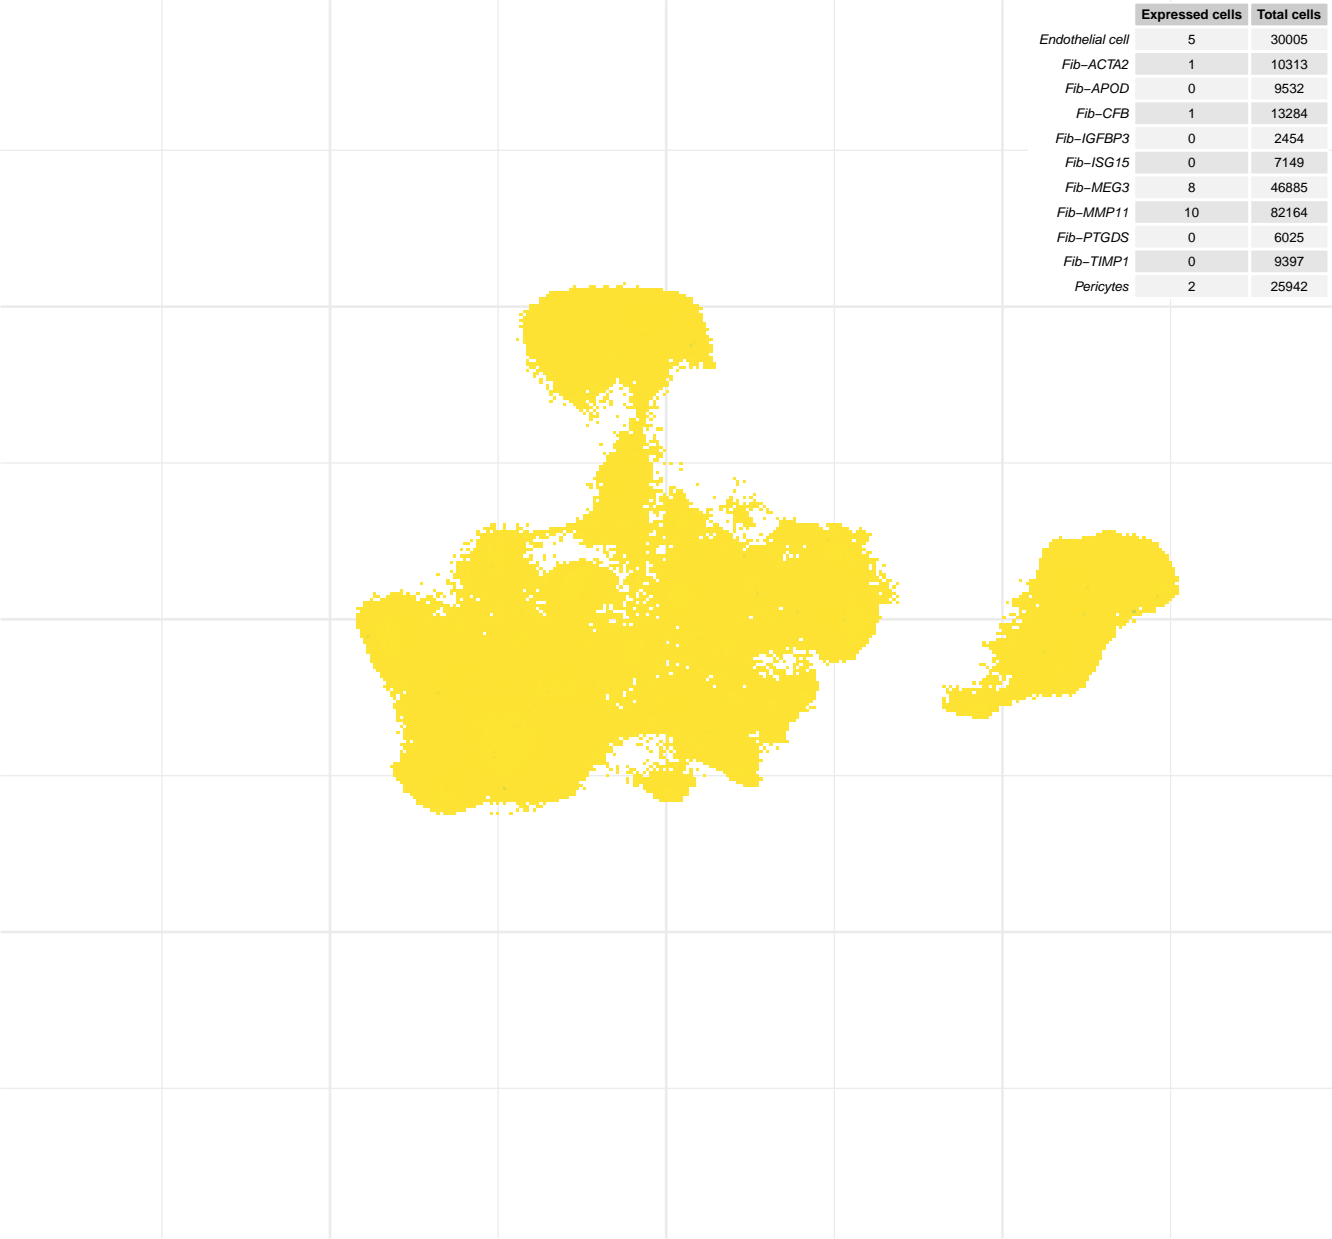 Expressed cells Total cells
Endothelial cell 5 30005
Fib−ACTA2 1 10313
Fib−APOD 0 9532
Fib−CFB 1 13284
Fib−IGFBP3 0 2454
Fib−ISG15 0 7149
Fib−MEG3 8 46885
Fib−MMP11 10 82164
Fib−PTGDS 0 6025
Fib−TIMP1 0 9397
Pericytes 2 25942